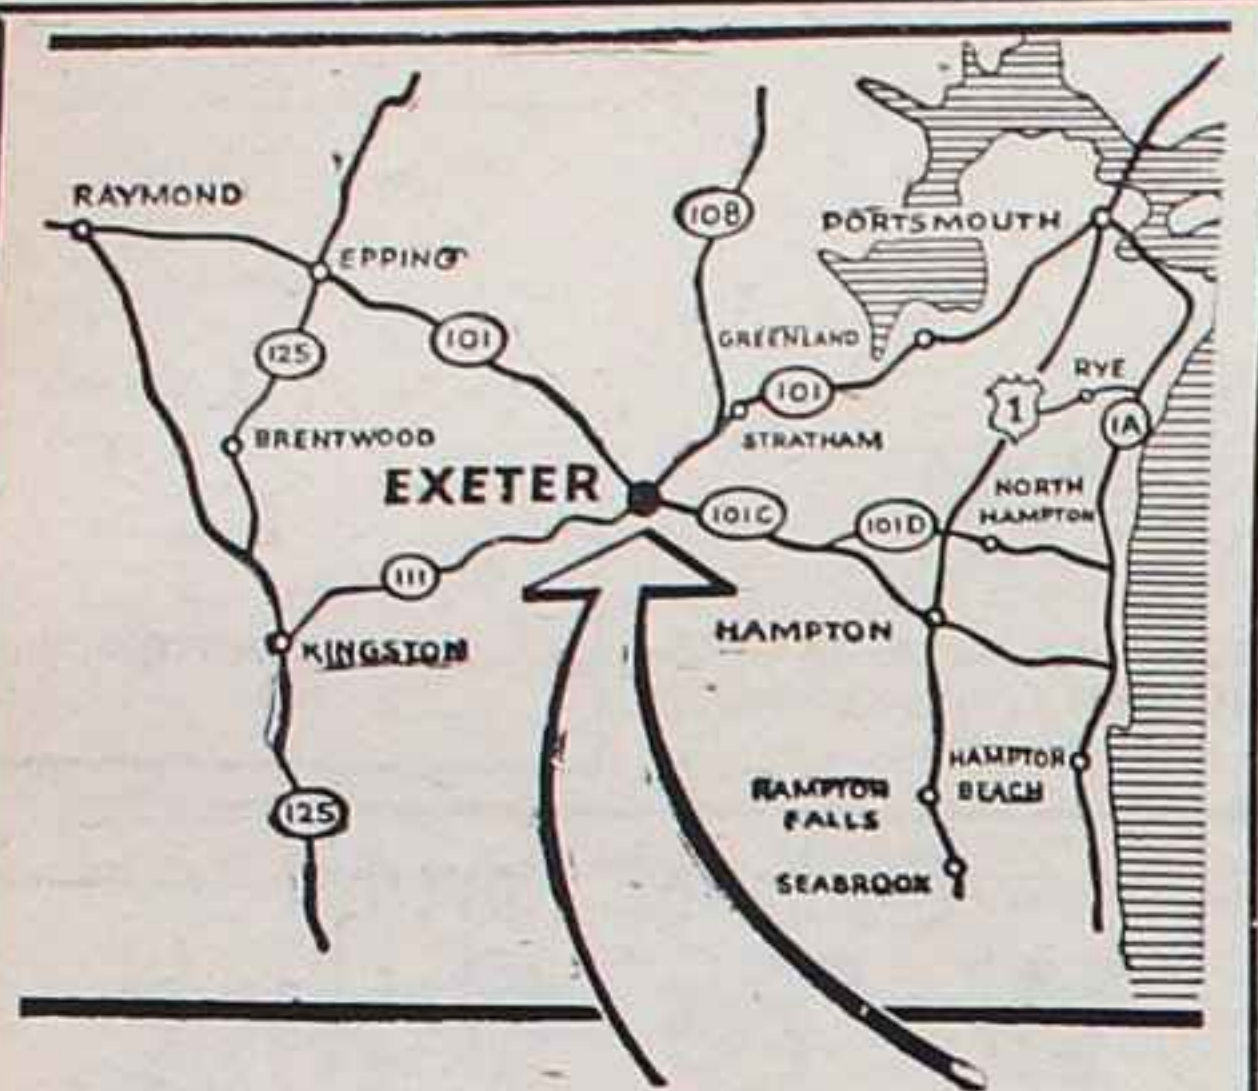 RAYMOND
EPPING
108
PORTSMOUTH
125
101
GREENLAND
101
RYE
1
1A
BRENTWOOD
STRATHAM
EXETER
101C
101D
NORTH
HAMPTON
111
HAMPTON
KINGSTON
HAMPTON
BEACH
HAMPTON
FALLS
125
SEABROOK